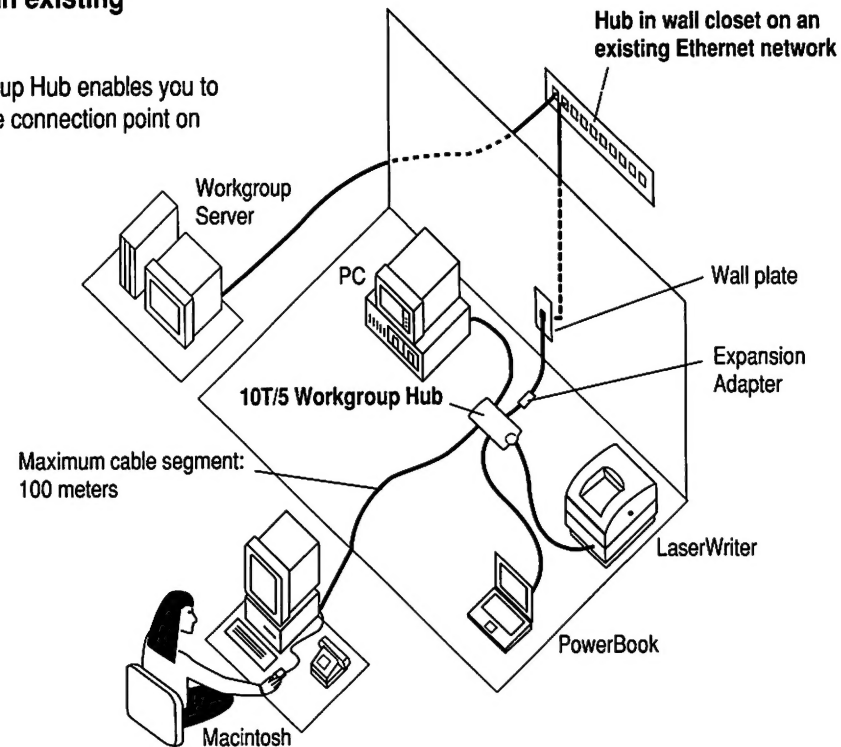 an existing
Hub in wall closet on an
existing Ethernet network
up Hub enables you to
e connection point on
Workgroup
Server
PC
Wall plate
Expansion
Adapter
10T/5 Workgroup Hub
Maximum cable segment:
100 meters
LaserWriter
PowerBook
Macintosh